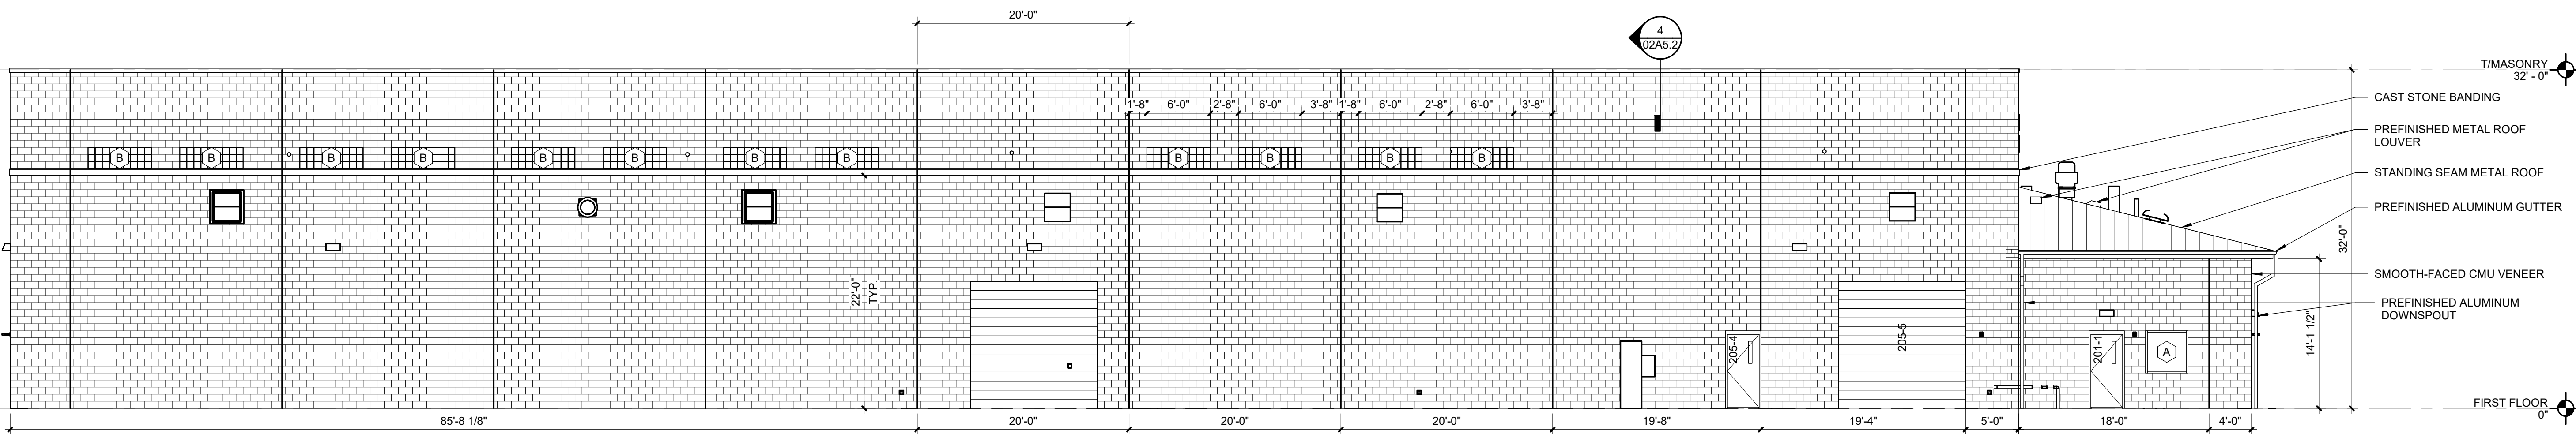 20'-0"
4
02A5.2
T/MASONRY
32' - 0"
CAST STONE BANDING
1'-8" 6'-0" 2'-8" 6'-0" 3'-8" 1'-8" 6'-0" 2'-8" 6'-0" 3'-8"
PREFINISHED METAL ROOF
LOUVER
B B B B B B B B B B B B
STANDING SEAM METAL ROOF
PREFINISHED ALUMINUM GUTTER
32'-0"
SMOOTH-FACED CMU VENEER
22'-0"
TYP.
PREFINISHED ALUMINUM
DOWNSPOUT
14'- 1 1/2"
205-4
205-5
201-1
A
FIRST FLOOR
0"
85'-8 1/8" 20'-0" 20'-0" 20'-0" 19'-8" 19'-4" 5'-0" 18'-0" 4'-0"